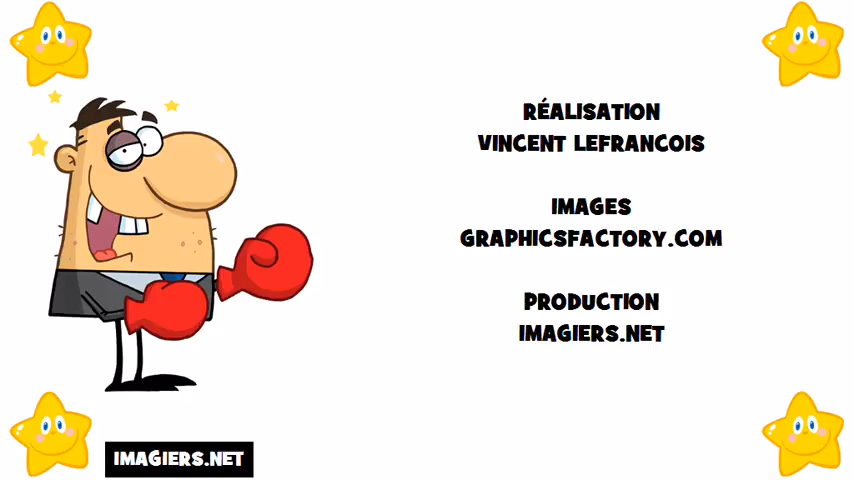 RÉALISATION
VINCENT LEFRANCOIS
IMAGES
GRAPHICSFACTORY.COM
PRODUCTION
IMAGIERS.NET
IMAGIERS.NET